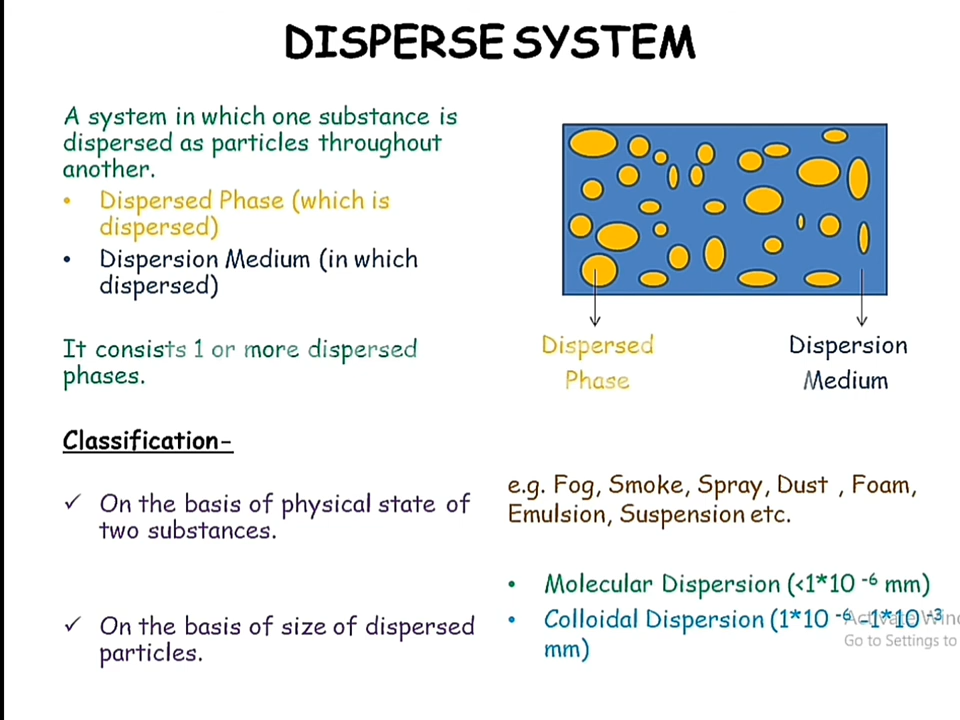 DISPERSE SYSTEM
A system in which one substance is
dispersed as particles throughout
another.
• Dispersed Phase (which is
dispersed)
• Dispersion Medium (in which
dispersed)
It consists 1 or more dispersed
phases.
Dispersed
Phase
Dispersion
Medium
Classification-
✓ On the basis of physical state of
two substances.
e.g. Fog, Smoke, Spray, Dust , Foam,
Emulsion, Suspension etc.
✓ On the basis of size of dispersed
particles.
• Molecular Dispersion (<1*10 -6 mm)
• Colloidal Dispersion (1*10 -6 -1*10 -3
mm)
Activate Win
Go to Settings to